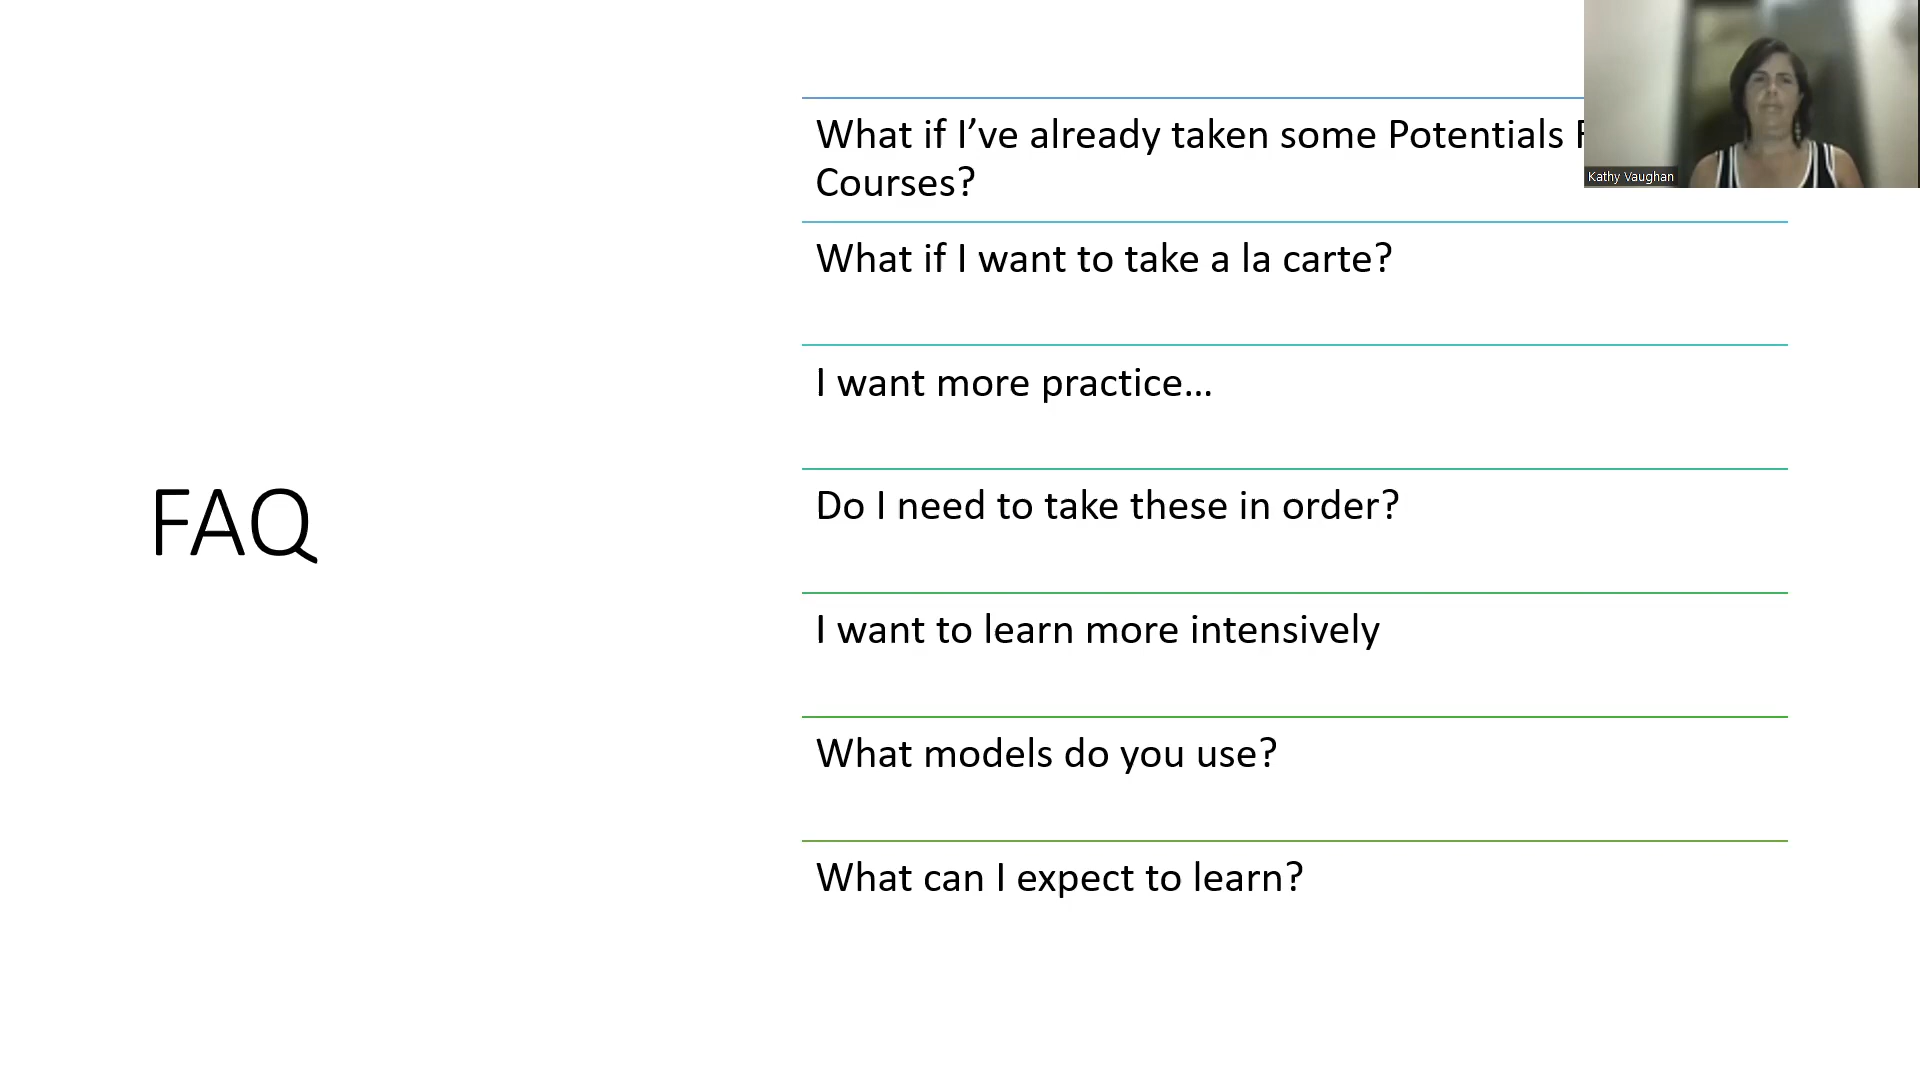 What if I’ve already taken some Potentials
Courses?
Kathy Vaughan
What if I want to take a la carte?
I want more practice…
FAQ
Do I need to take these in order?
I want to learn more intensively
What models do you use?
What can I expect to learn?